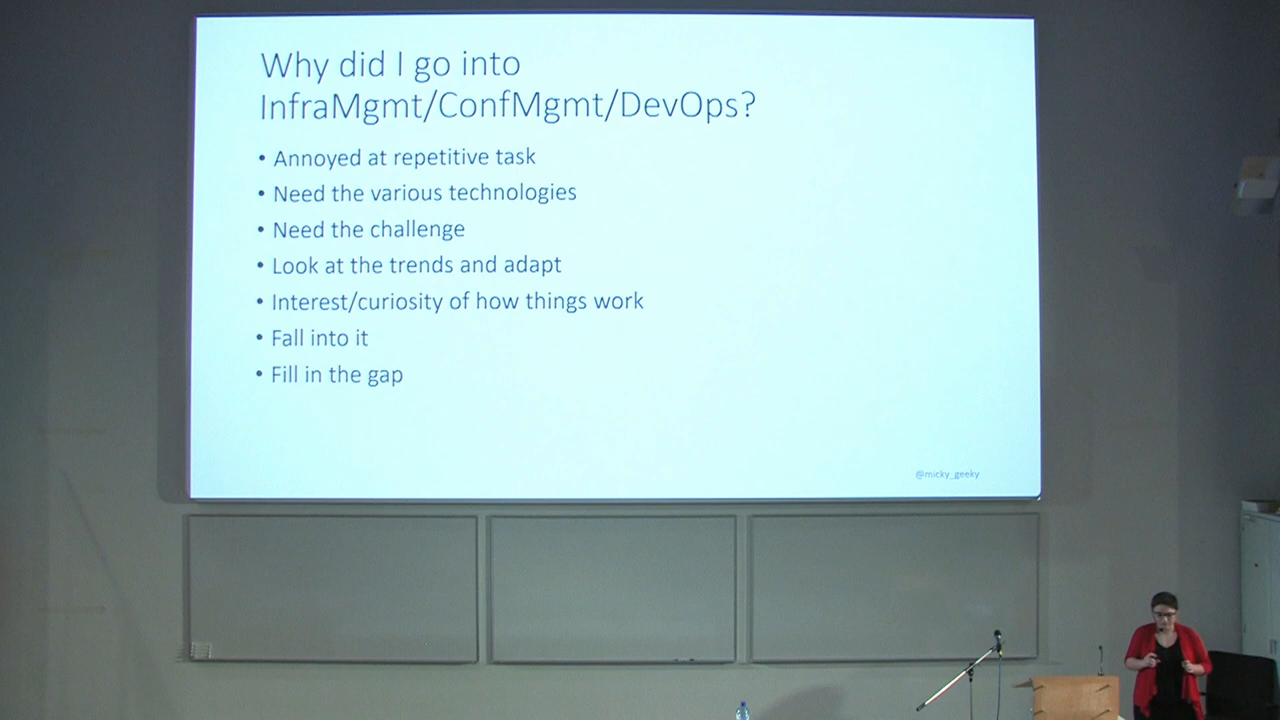 Why did I go into
InfraMgmt/ConfMgmt/DevOps?
• Annoyed at repetitive task
• Need the various technologies
• Need the challenge
• Look at the trends and adapt
• Interest/curiosity of how things work
• Fall into it
• Fill in the gap
@micky_geeky